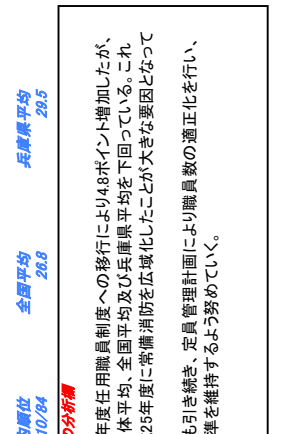 内順位 全国平均 兵庫県平均
10/84 26.8 29.5
の分析欄
年度任用職員制度への移行により4.8ポイント増加したが、
体平均、全国平均及び兵庫県平均を下回っている。これ
25年度に常備消防を広域化したことが大きな要因となって
も引き続き、定員管理計画により職員数の適正化を行い、
準を維持するよう努めていく。